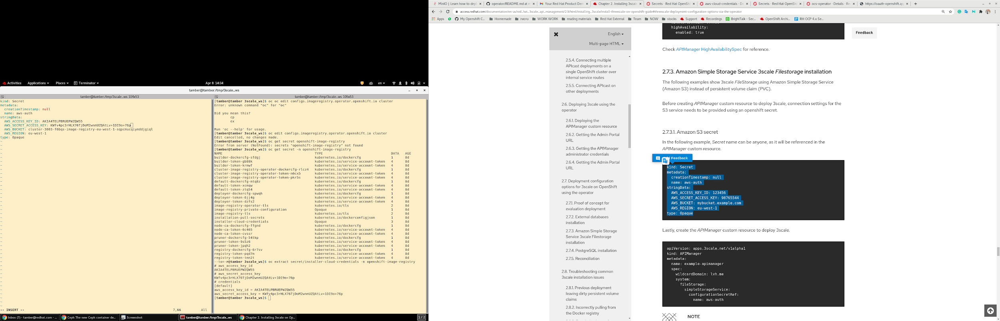 Activities Applications Places Terminator Apr 8 14:34 en
tamber@tamber:/tmp/3scale_ws
tamber@tamber:/tmp/3scale_ws 104x53
kind: Secret
metadata:
  creationTimestamp: null
  name: aws-auth
stringData:
  AWS_ACCESS_KEY_ID: AKIA4TELPBRUEPWZQW55
  AWS_SECRET_ACCESS_KEY: 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
  AWS_BUCKET: cluster-3003-f6bqs-image-registry-eu-west-1-sqpcmucqiymddjgiql
  AWS_REGION: eu-west-1
type: Opaque
-- INSERT -- 7,66 All
tamber@tamber:/tmp/3scale_ws 105x53
[tamber@tamber 3scale_ws]$ oc oc edit configs.imageregistry.operator.openshift.io cluster
Error: unknown command "oc" for "oc"
Did you mean this?
cp
ex
Run 'oc --help' for usage.
[tamber@tamber 3scale_ws]$ oc edit configs.imageregistry.operator.openshift.io cluster
Edit cancelled, no changes made.
[tamber@tamber 3scale_ws]$ oc get secret openshift-image-registry
Error from server (NotFound): secrets "openshift-image-registry" not found
[tamber@tamber 3scale_ws]$ oc get secret -n openshift-image-registry
NAME TYPE DATA AGE
builder-dockercfg-sfdgj kubernetes.io/dockercfg 1 8d
builder-token-gb88k kubernetes.io/service-account-token 4 8d
builder-token-krmwf kubernetes.io/service-account-token 4 8d
cluster-image-registry-operator-dockercfg-rlcz4 kubernetes.io/dockercfg 1 8d
cluster-image-registry-operator-token-n6cx5 kubernetes.io/service-account-token 4 8d
cluster-image-registry-operator-token-pkr5s kubernetes.io/service-account-token 4 8d
default-dockercfg-mtq8z kubernetes.io/dockercfg 1 8d
default-token-xcmqw kubernetes.io/service-account-token 4 8d
default-token-ztq54 kubernetes.io/service-account-token 4 8d
deployer-dockercfg-spwqh kubernetes.io/dockercfg 1 8d
deployer-token-6jj4g kubernetes.io/service-account-token 4 8d
deployer-token-dzfs2 kubernetes.io/service-account-token 4 8d
image-registry-operator-tls kubernetes.io/tls 2 8d
image-registry-private-configuration Opaque 1 8d
image-registry-tls kubernetes.io/tls 2 8d
installation-pull-secrets kubernetes.io/dockerconfigjson 1 8d
installer-cloud-credentials Opaque 3 8d
node-ca-dockercfg-ffgnd kubernetes.io/dockercfg 1 8d
node-ca-token-6c465 kubernetes.io/service-account-token 4 8d
node-ca-token-cvssr kubernetes.io/service-account-token 4 8d
pruner-dockercfg-54tkp kubernetes.io/dockercfg 1 8d
pruner-token-9s5z6 kubernetes.io/service-account-token 4 8d
pruner-token-jpqh2 kubernetes.io/service-account-token 4 8d
registry-dockercfg-6r7sv kubernetes.io/dockercfg 1 8d
registry-token-pqd7m kubernetes.io/service-account-token 4 8d
registry-token-tmn2t kubernetes.io/service-account-token 4 8d
--to=-r@tamber 3scale_ws]$ oc extract secret/installer-cloud-credentials -n openshift-image-registry
# aws_access_key_id
AKIA4TELPBRUEPWZQW55
# aws_secret_access_key
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
# credentials
[default]
aws_access_key_id = AKIA4TELPBRUEPWZQW55
aws_secret_access_key = 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
[tamber@tamber 3scale_ws]$
Inbox (7) - tamber@redhat.com - ... Ceph The new Ceph container de... Screenshot tamber@tamber:/tmp/3scale_ws Chapter 2. Installing 3scale on Op... 1 / 2
MinIO | Learn how to dep operator/README.md at m Your Red Hat Product Dem Chapter 2. Installing 3scale Secrets · Red Hat OpenShi aws-cloud-credentials · De Secrets · Red Hat OpenShi ocs-operator · Details · Re https://oauth-openshift.ap
access.redhat.com/documentation/en-us/red_hat_3scale_api_management/2.9/html/installing_3scale/install-threescale-on-openshift-guide#threescale-deployment-configuration-options-via-the-operator
Apps My Openshift C... Homemade טיסות WORK WORK reading materials Red Hat External Team NOW stocks Support Recordings BrightTalk - Sec... OpenShift Archi... RH OCP 4.x Se...
English
Multi-page HTML
2.5.4. Connecting multiple
APIcast deployments on a
single OpenShift cluster over
internal service routes
2.5.5. Connecting APIcast on
other deployments
2.6. Deploying 3scale using the
operator
2.6.1. Deploying the
APIManager custom resource
2.6.2. Getting the Admin Portal
URL
2.6.3. Getting the APIManager
administrator credentials
2.6.4. Getting the Admin Portal
URL
2.7. Deployment configuration
options for 3scale on OpenShift
using the operator
2.7.1. Proof of concept for
evaluation deployment
2.7.2. External databases
installation
2.7.3. Amazon Simple Storage
Service 3scale Filestorage
installation
2.7.4. PostgreSQL installation
2.7.5. Reconciliation
2.8. Troubleshooting common
3scale installation issues
2.8.1. Previous deployment
leaving dirty persistent volume
claims
2.8.2. Incorrectly pulling from
the Docker registry
highAvailability:
  enabled: true
Feedback
Check APIManager HighAvailabilitySpec for reference.
2.7.3. Amazon Simple Storage Service 3scale Filestorage installation
The following examples show 3scale FileStorage using Amazon Simple Storage Service
(Amazon S3) instead of persistent volume claim (PVC).
Before creating APIManager custom resource to deploy 3scale, connection settings for the
S3 service needs to be provided using an openshift secret.
2.7.3.1. Amazon S3 secret
In the following example, Secret name can be anyone, as it will be referenced in the
APIManager custom resource.
Feedback
kind: Secret
metadata:
  creationTimestamp: null
  name: aws-auth
stringData:
  AWS_ACCESS_KEY_ID: 123456
  AWS_SECRET_ACCESS_KEY: 98765544
  AWS_BUCKET: mybucket.example.com
  AWS_REGION: eu-west-1
type: Opaque
Lastly, create the APIManager custom resource to deploy 3scale.
apiVersion: apps.3scale.net/v1alpha1
kind: APIManager
metadata:
  name: example-apimanager
  spec:
    wildcardDomain: lvh.me
    system:
      fileStorage:
        simpleStorageService:
          configurationSecretRef:
            name: aws-auth
NOTE